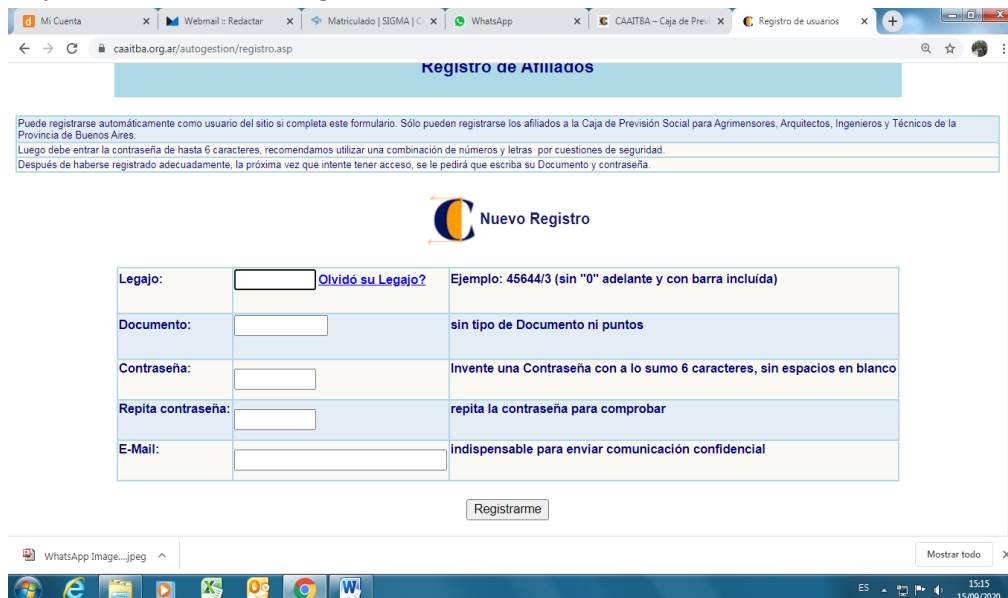 Mi Cuenta
Webmail :: Redactar
Matriculado | SIGMA | C
WhatsApp
CAAITBA – Caja de Previ
Registro de usuarios
caaitba.org.ar/autogestion/registro.asp
Registro de Afiliados
Puede registrarse automáticamente como usuario del sitio si completa este formulario. Sólo pueden registrarse los afiliados a la Caja de Previsión Social para Agrimensores, Arquitectos, Ingenieros y Técnicos de la
Provincia de Buenos Aires.
Luego debe entrar la contraseña de hasta 6 caracteres, recomendamos utilizar una combinación de números y letras por cuestiones de seguridad.
Después de haberse registrado adecuadamente, la próxima vez que intente tener acceso, se le pedirá que escriba su Documento y contraseña.
Nuevo Registro
Legajo: Olvidó su Legajo? Ejemplo: 45644/3 (sin "0" adelante y con barra incluída)
Documento: sin tipo de Documento ni puntos
Contraseña: Invente una Contraseña con a lo sumo 6 caracteres, sin espacios en blanco
Repita contraseña: repita la contraseña para comprobar
E-Mail: indispensable para enviar comunicación confidencial
Registrarme
WhatsApp Image....jpeg
Mostrar todo
ES
15:15
15/09/2020